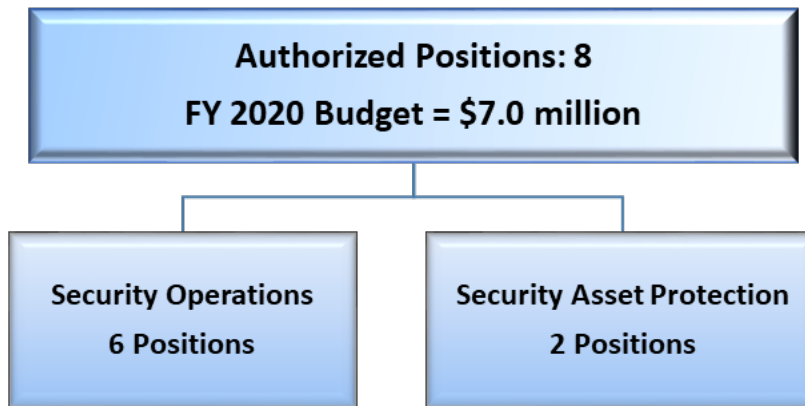 Authorized Positions: 8
FY 2020 Budget = $7.0 million
Security Operations
6 Positions
Security Asset Protection
2 Positions